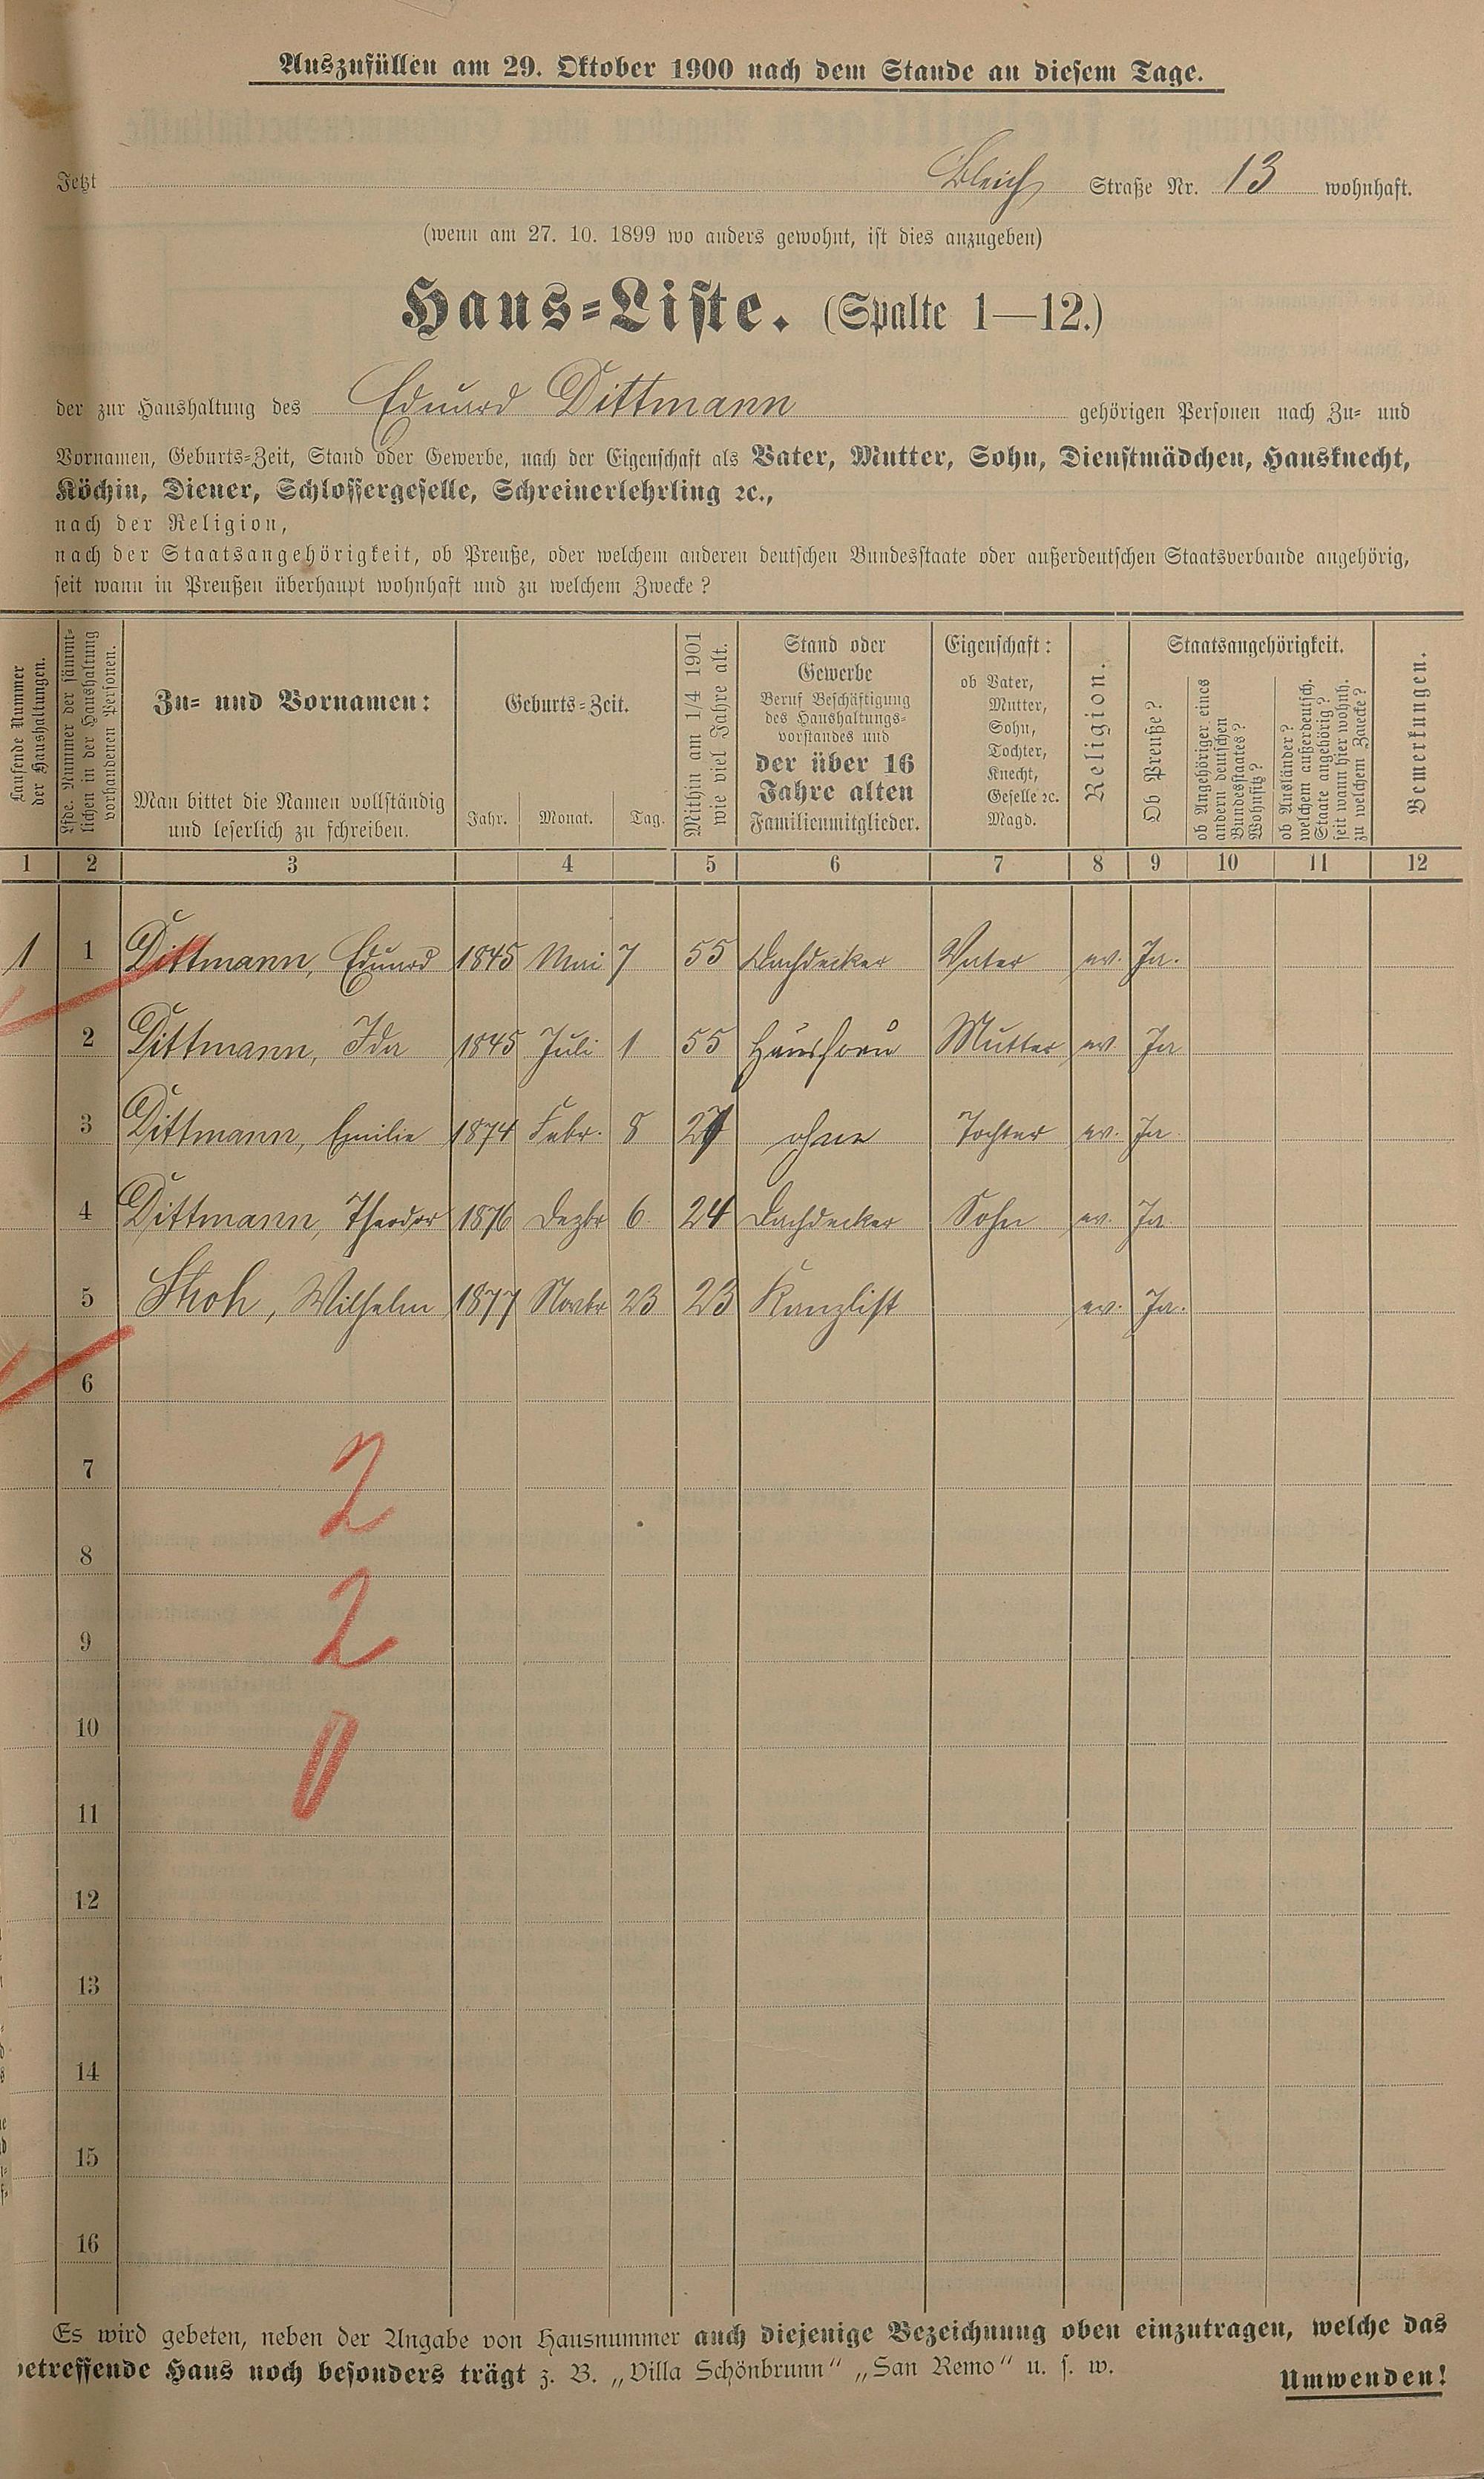 Auszufüllen am 29. Oktober 1900 nach dem Stande an diesem Tage.
Jetzt Bleich Straße Nr. 13 wohnhaft.
(wenn am 27. 10. 1899 wo anders gewohnt, ist dies anzugeben)
Haus-Liste. (Spalte 1—12.)
der zur Haushaltung des Eduard Dittmann gehörigen Personen nach Zu- und
Vornamen, Geburts-Zeit, Stand oder Gewerbe, nach der Eigenschaft als Vater, Mutter, Sohn, Dienstmädchen, Hausknecht,
Köchin, Diener, Schlossergeselle, Schreinerlehrling ꝛc.,
nach der Religion,
nach der Staatsangehörigkeit, ob Preuße, oder welchem anderen deutschen Bundesstaate oder außerdeutschen Staatsverbande angehörig,
seit wann in Preußen überhaupt wohnhaft und zu welchem Zwecke?
Laufende Nummer
der Haushaltungen.
Lfde. Nummer der sämmt-
lichen in der Haushaltung
vorhandenen Personen.
Zu- und Vornamen:
Man bittet die Namen vollständig
und leserlich zu schreiben.
Geburts-Zeit.
Jahr. Monat. Tag.
Mithin am 1/4 1901
wie viel Jahre alt.
Stand oder
Gewerbe
Beruf Beschäftigung
des Haushaltungs-
vorstandes und
der über 16
Jahre alten
Familienmitglieder.
Eigenschaft:
ob Vater,
Mutter,
Sohn,
Tochter,
Knecht,
Geselle ꝛc.
Magd.
Religion.
Staatsangehörigkeit.
Ob Preuße?
ob Angehöriger eines
andern deutschen
Bundesstaates?
Wohnsitz?
ob Ausländer?
welchem außerdeutsch.
Staate angehörig?
seit wann hier wohnh.
zu welchem Zwecke?
Bemerkungen.
1 2 3 4 5 6 7 8 9 10 11 12
1 1 Dittmann, Eduard 1845 Mai 7 55 Dachdecker Vater ev. Ja.
2 Dittmann, Ida 1845 Juli 1 55 Hausfrau Mutter ev. Ja
3 Dittmann, Emilie 1874 Febr. 8 27 ohne Tochter ev. Ja.
4 Dittmann, Theodor 1876 Dezbr 6. 24 Dachdecker Sohn ev. Ja.
5 Stroh, Wilhelm 1877 Novbr 23 23 Kanzlist ev. Ja.
6
7
2
8
2
9
10
0
11
12
13
14
15
16
Es wird gebeten, neben der Angabe von Hausnummer auch diejenige Bezeichnung oben einzutragen, welche das
betreffende Haus noch besonders trägt z. B. „Villa Schönbrunn“ „San Remo“ u. s. w.
Umwenden!